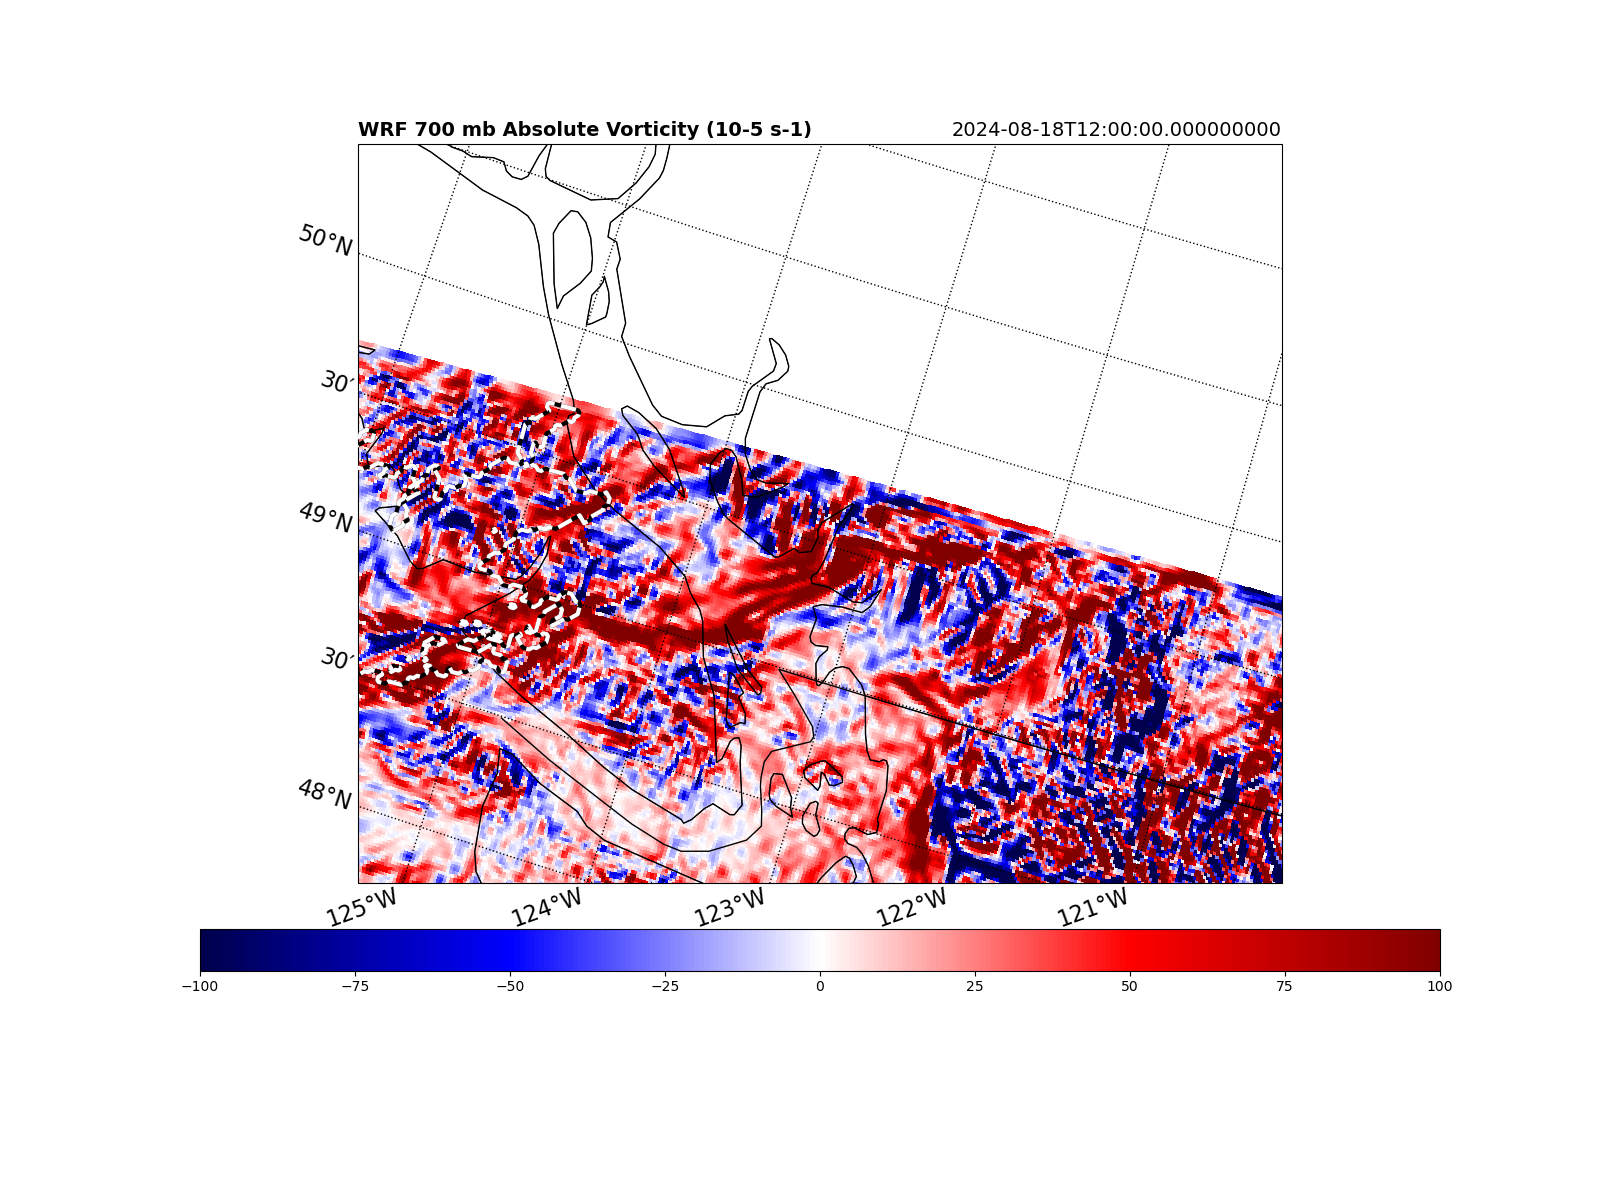 WRF 700 mb Absolute Vorticity (10-5 s-1) 2024-08-18T12:00:00.000000000
50°N
30′
49°N
30′
48°N
125°W 124°W 123°W 122°W 121°W
−100 −75 −50 −25 0 25 50 75 100